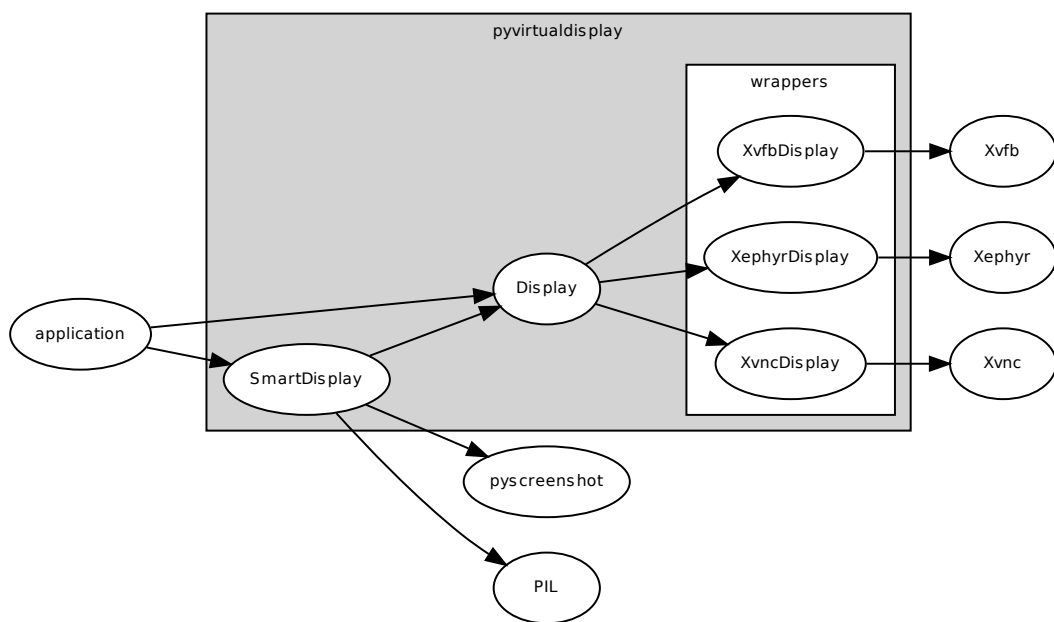 pyvirtualdisplay
wrappers
XvfbDisplay
Xvfb
XephyrDisplay
Xephyr
Display
application
XvncDisplay
Xvnc
SmartDisplay
pyscreenshot
PIL